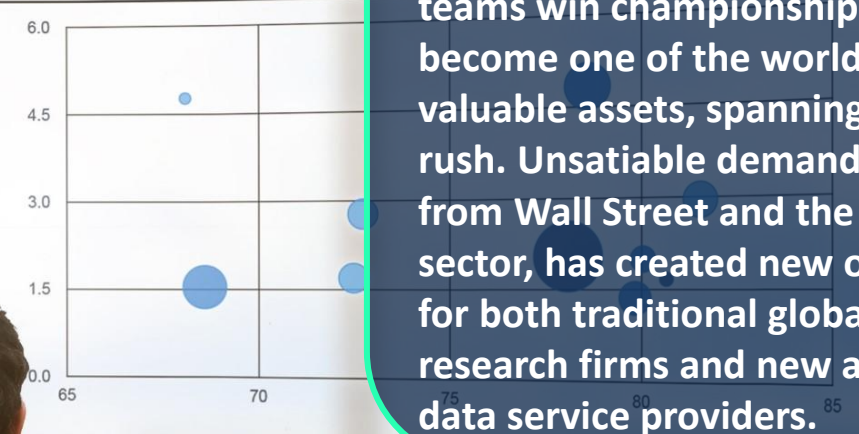 6.0
4.5
3.0
1.5
0.0
65
70
75
80
85
teams win championship
become one of the world
valuable assets, spanning
rush. Unsatiable demand
from Wall Street and the
sector, has created new o
for both traditional globa
research firms and new a
data service providers.